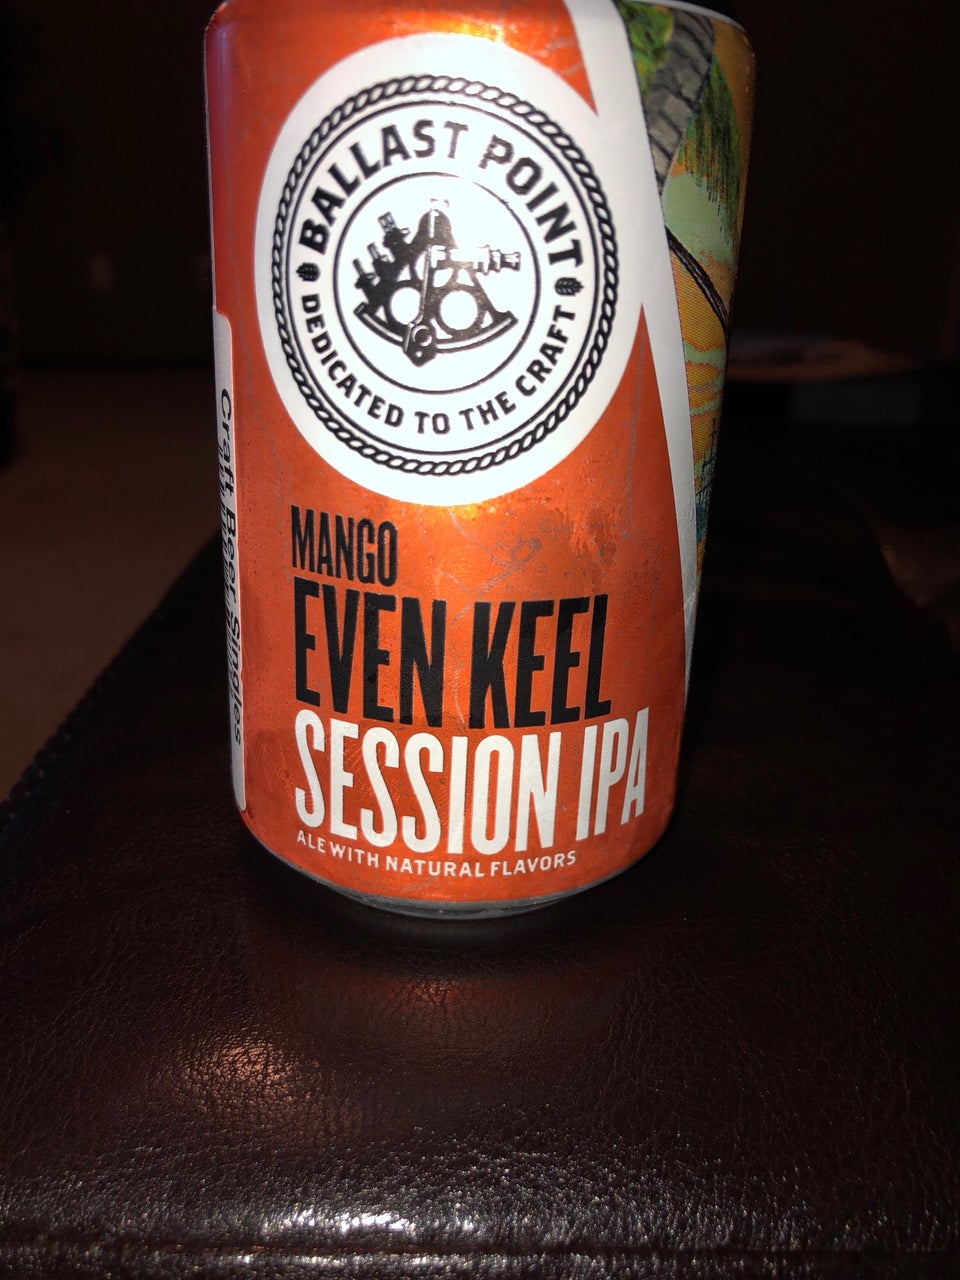 BALLAST POINT
DEDICATED TO THE CRAFT
MANGO
EVEN KEEL
SESSION IPA
ALE WITH NATURAL FLAVORS
Craft Beer Singles